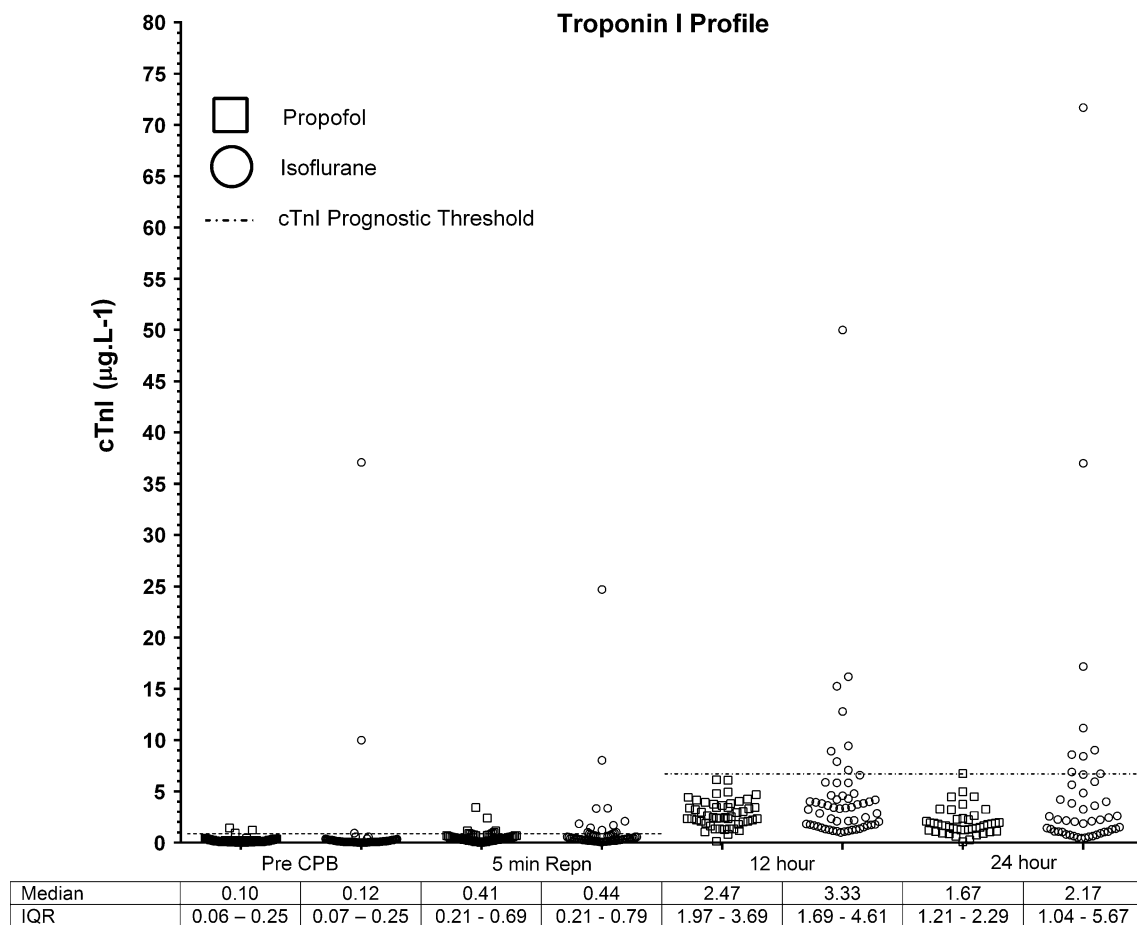 Troponin I Profile
80
75
70
65
60
55
50
45
40
35
30
25
20
15
10
5
0
cTnI (μg.L-1)
Propofol
Isoflurane
cTnI Prognostic Threshold
Pre CPB 5 min Repn 12 hour 24 hour
Median 0.10 0.12 0.41 0.44 2.47 3.33 1.67 2.17
IQR 0.06 – 0.25 0.07 – 0.25 0.21 - 0.69 0.21 - 0.79 1.97 - 3.69 1.69 - 4.61 1.21 - 2.29 1.04 - 5.67